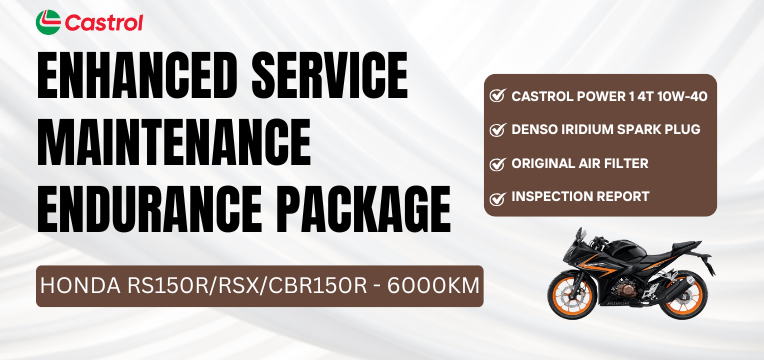 Castrol
ENHANCED SERVICE
MAINTENANCE
ENDURANCE PACKAGE
HONDA RS150R/RSX/CBR150R - 6000KM
CASTROL POWER 1 4T 10W-40
DENSO IRIDIUM SPARK PLUG
ORIGINAL AIR FILTER
INSPECTION REPORT